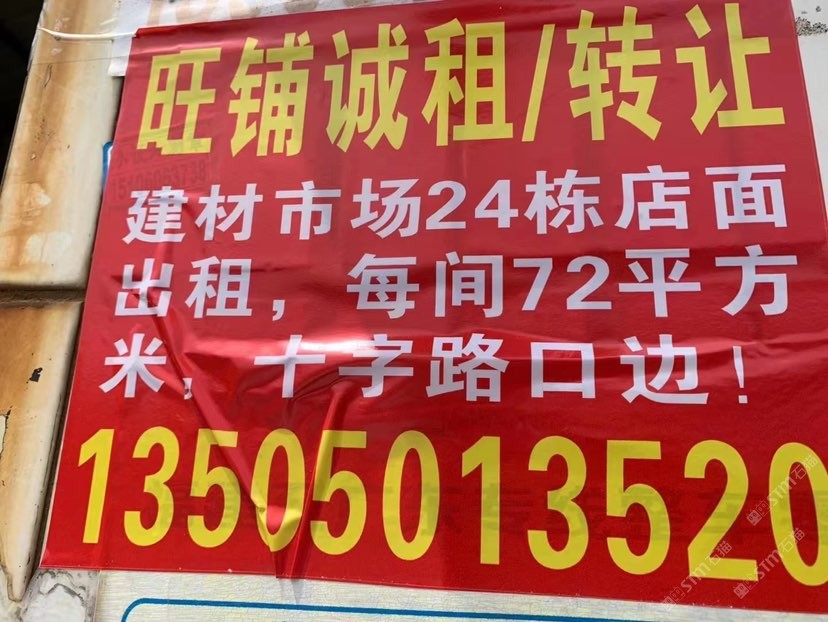 旺铺诚租/转让
建材市场24栋店面
出租，每间72平方
米，十字路口边！
13505013520